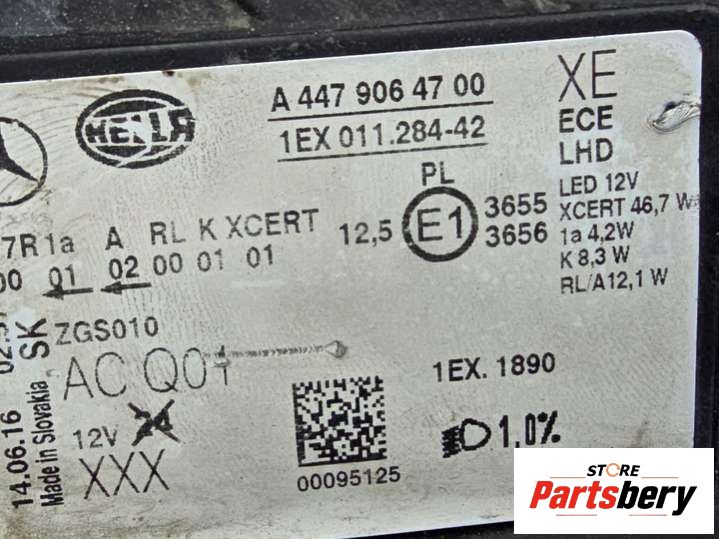 HELLA
A 447 906 47 00
1EX 011.284-42
XE
ECE
LHD
PL
E1
12,5
3655
3656
LED 12V
XCERT 46,7 W
1a 4,2W
K 8,3 W
RL/A12,1 W
7R 1a A RL K XCERT
00 01 02 00 01 01
ZGS010
AC Q01
12V 24
XXX
14.06.16
SK
Made in Slovakia
00095125
1EX. 1890
1,0%
STORE
Partsbery